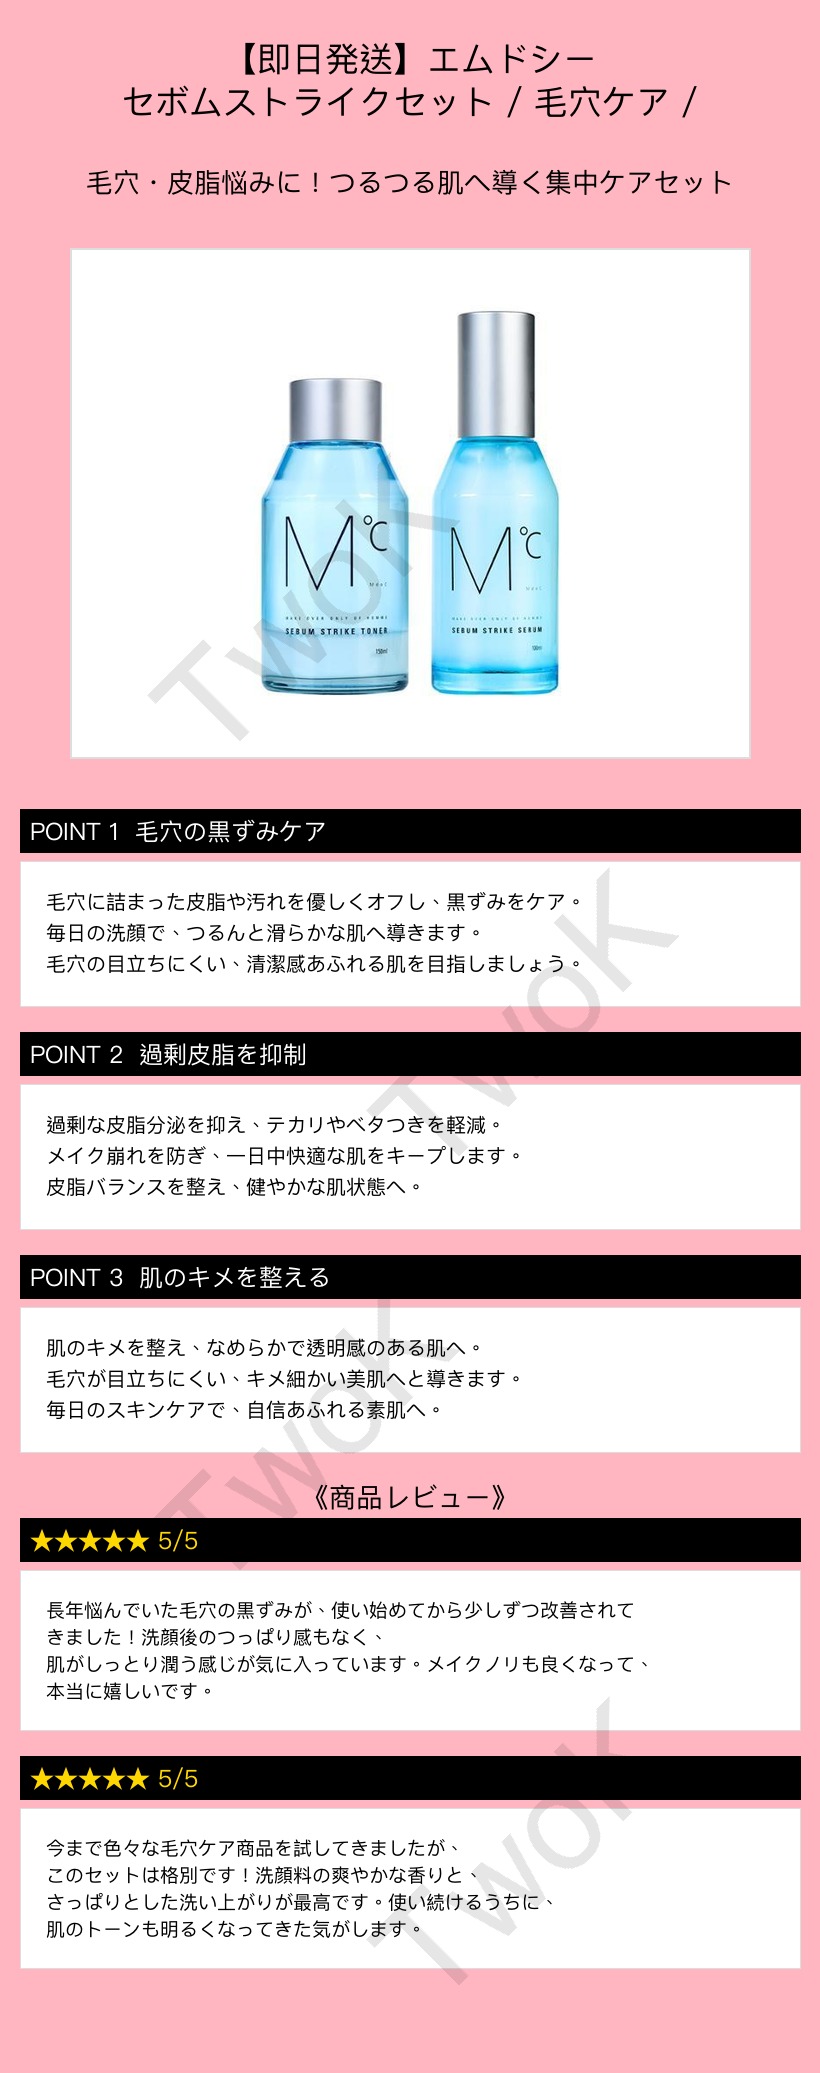 【即日発送】エムドシー
セボムストライクセット / 毛穴ケア /
毛穴・皮脂悩みに！つるつる肌へ導く集中ケアセット
M℃
MAKE OVER ONLY OF HOMME
SEBUM STRIKE TONER
150ml
M℃
MAKE OVER ONLY OF HOMME
SEBUM STRIKE SERUM
TwoK
POINT 1 毛穴の黒ずみケア
毛穴に詰まった皮脂や汚れを優しくオフし、黒ずみをケア。
毎日の洗顔で、つるんと滑らかな肌へ導きます。
毛穴の目立ちにくい、清潔感あふれる肌を目指しましょう。
TwoK
POINT 2 過剰皮脂を抑制
過剰な皮脂分泌を抑え、テカリやベタつきを軽減。
メイク崩れを防ぎ、一日中快適な肌をキープします。
皮脂バランスを整え、健やかな肌状態へ。
POINT 3 肌のキメを整える
肌のキメを整え、なめらかで透明感のある肌へ。
毛穴が目立ちにくい、キメ細かい美肌へと導きます。
毎日のスキンケアで、自信あふれる素肌へ。
TwoK
《商品レビュー》
★★★★★ 5/5
長年悩んでいた毛穴の黒ずみが、使い始めてから少しずつ改善されて
きました！洗顔後のつっぱり感もなく、
肌がしっとり潤う感じが気に入っています。メイクノリも良くなって、
本当に嬉しいです。
★★★★★ 5/5
今まで色々な毛穴ケア商品を試してきましたが、
このセットは格別です！洗顔料の爽やかな香りと、
さっぱりとした洗い上がりが最高です。使い続けるうちに、
肌のトーンも明るくなってきた気がします。
TwoK